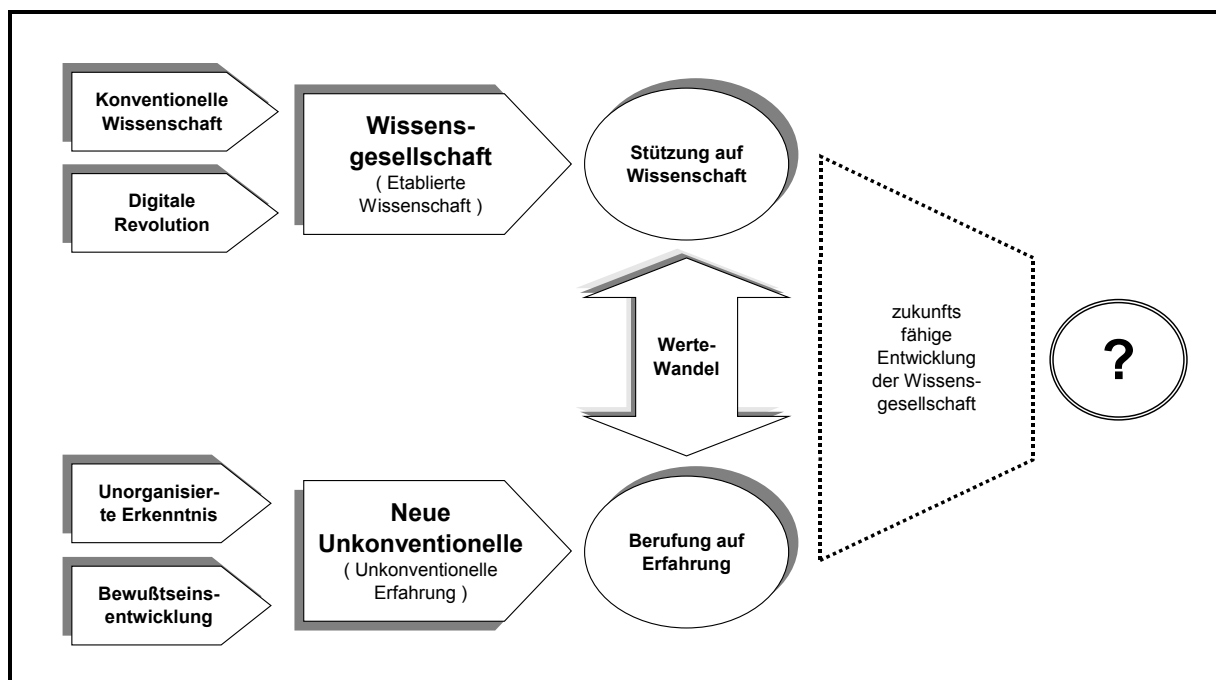 Konventionelle
Wissenschaft
Digitale
Revolution
Wissens-
gesellschaft
( Etablierte
Wissenschaft )
Stützung auf
Wissenschaft
Werte-
Wandel
zukunfts
fähige
Entwicklung
der Wissens-
gesellschaft
?
Unorganisier-
te Erkenntnis
Bewußtseins-
entwicklung
Neue
Unkonventionelle
( Unkonventionelle
Erfahrung )
Berufung auf
Erfahrung